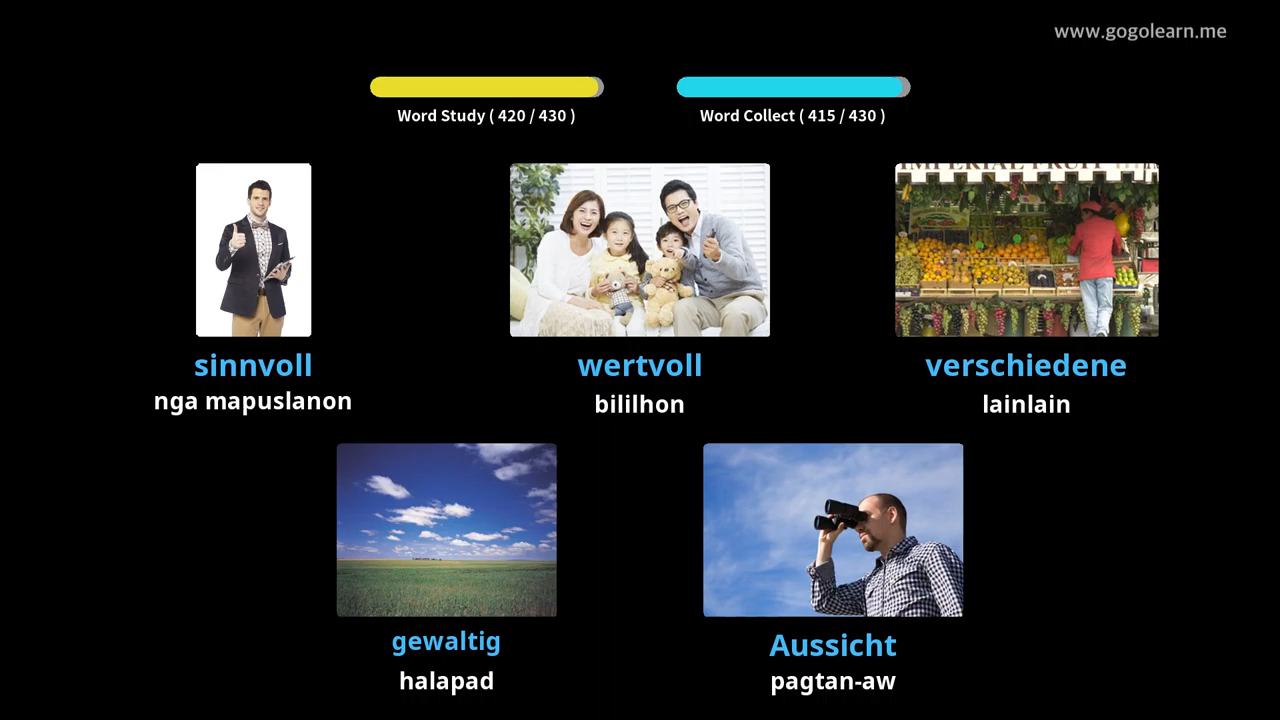 www.gogolearn.me
Word Study ( 420 / 430 )
Word Collect ( 415 / 430 )
sinnvoll
nga mapuslanon
wertvoll
bililhon
verschiedene
lainlain
gewaltig
halapad
Aussicht
pagtan-aw